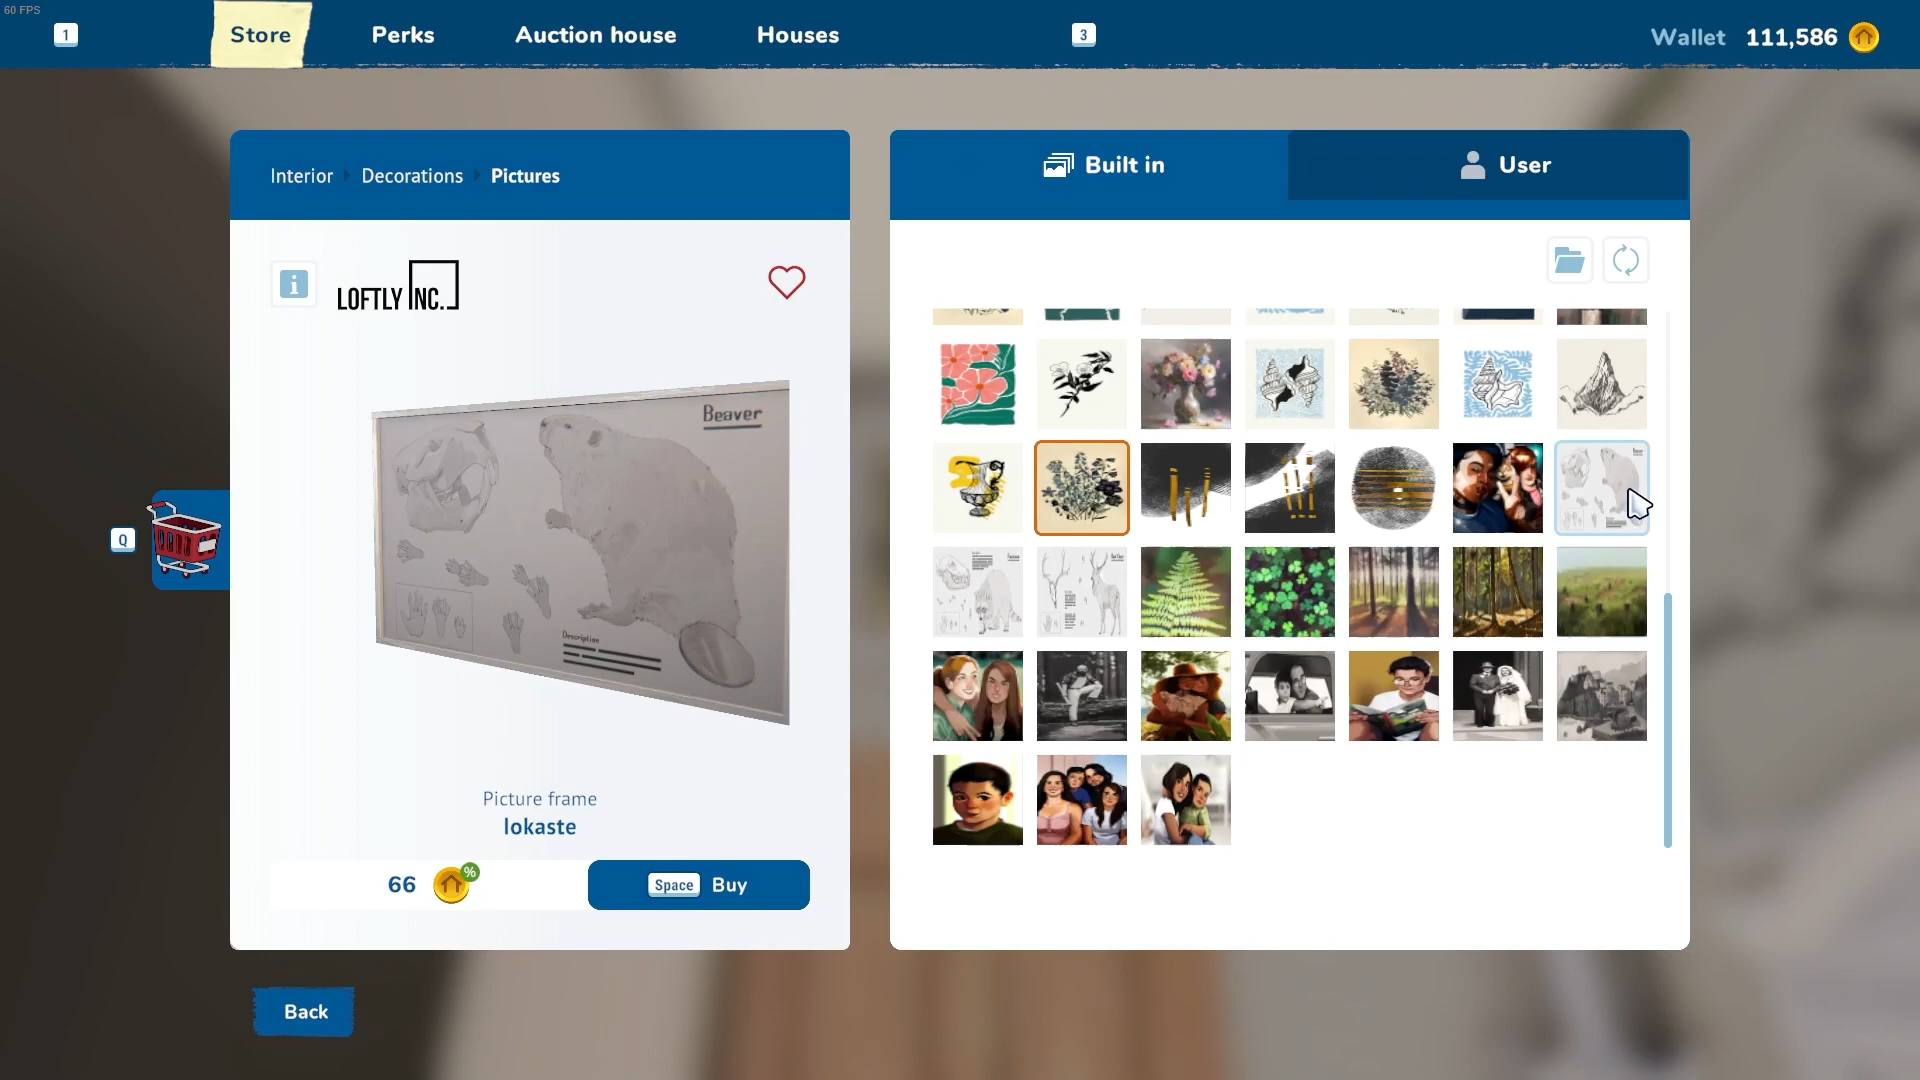 60 FPS
1
Store
Perks
Auction house
Houses
3
Wallet 111,586
Interior
Decorations
Pictures
Built in
User
i
LOFTLY INC.
Beaver
Description
Q
Picture frame
lokaste
66
%
Space
Buy
Back